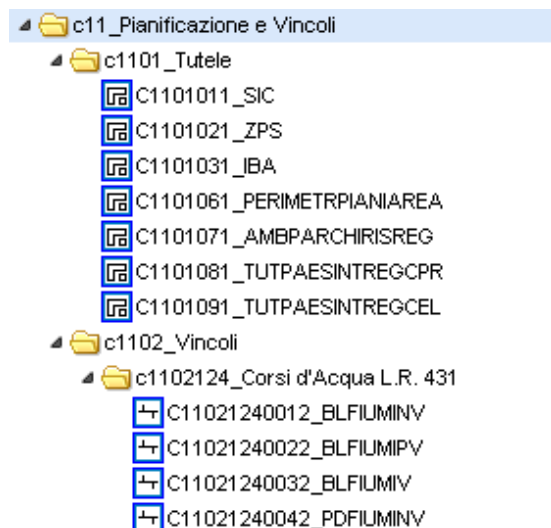 c11_Pianificazione e Vincoli
c1101_Tutele
C1101011_SIC
C1101021_ZPS
C1101031_IBA
C1101061_PERIMETRPIANIAREA
C1101071_AMBPARCHIRISREG
C1101081_TUTPAESINTREGCPR
C1101091_TUTPAESINTREGCEL
c1102_Vincoli
c1102124_Corsi d'Acqua L.R. 431
C11021240012_BLFIUMINV
C11021240022_BLFIUMIPV
C11021240032_BLFIUMIV
C11021240042_PDFIUMINV